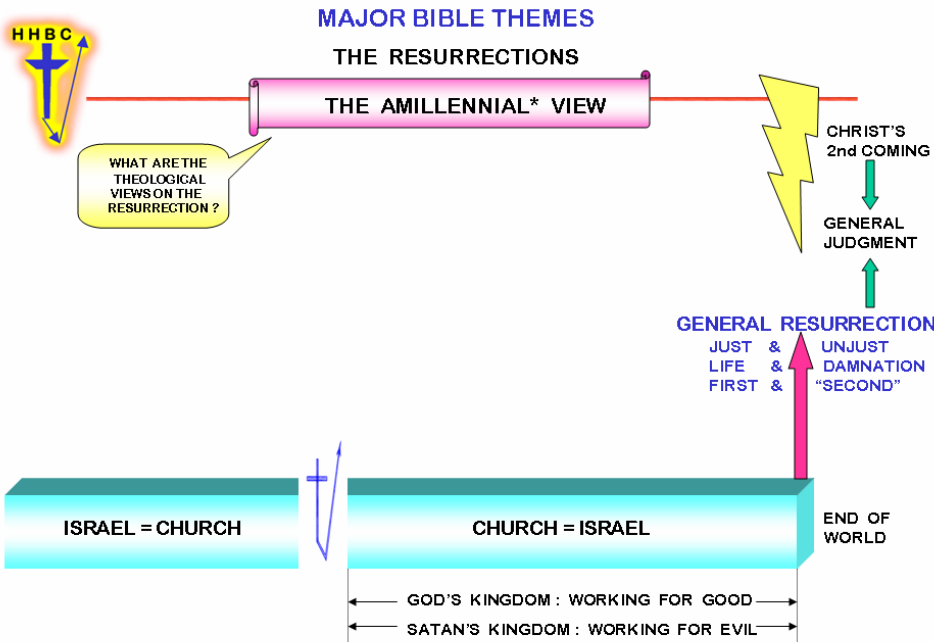 MAJOR BIBLE THEMES
HHBC
THE RESURRECTIONS
THE AMILLENNIAL* VIEW
WHAT ARE THE
THEOLOGICAL
VIEWS ON THE
RESURRECTION ?
CHRIST'S
2nd COMING
GENERAL
JUDGMENT
GENERAL RESURRECTION
JUST & UNJUST
LIFE & DAMNATION
FIRST & “SECOND”
ISRAEL = CHURCH
CHURCH = ISRAEL
END OF
WORLD
GOD'S KINGDOM : WORKING FOR GOOD
SATAN'S KINGDOM : WORKING FOR EVIL